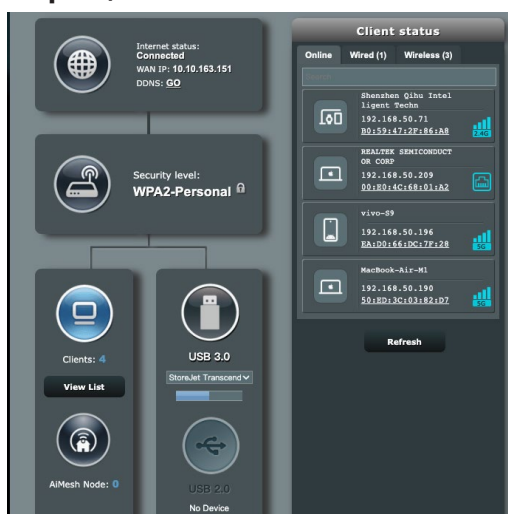 Internet status:
Connected
WAN IP: 10.10.163.151
DDNS: GO
Security level:
WPA2-Personal
Clients: 4
View List
AiMesh Node: 0
USB 3.0
StoreJet Transcend
USB 2.0
No Device
Client status
Online Wired (1) Wireless (3)
Search
Shenzhen Qihu Intel
ligent Techn
192.168.50.71
B0:59:47:2F:86:A8
2.4G
REALTEK SEMICONDUCT
OR CORP
192.168.50.209
00:E0:4C:68:01:A2
vivo-S9
192.168.50.196
EA:D0:66:DC:7F:28
5G
MacBook-Air-M1
192.168.50.190
50:ED:3C:03:82:D7
5G
Refresh